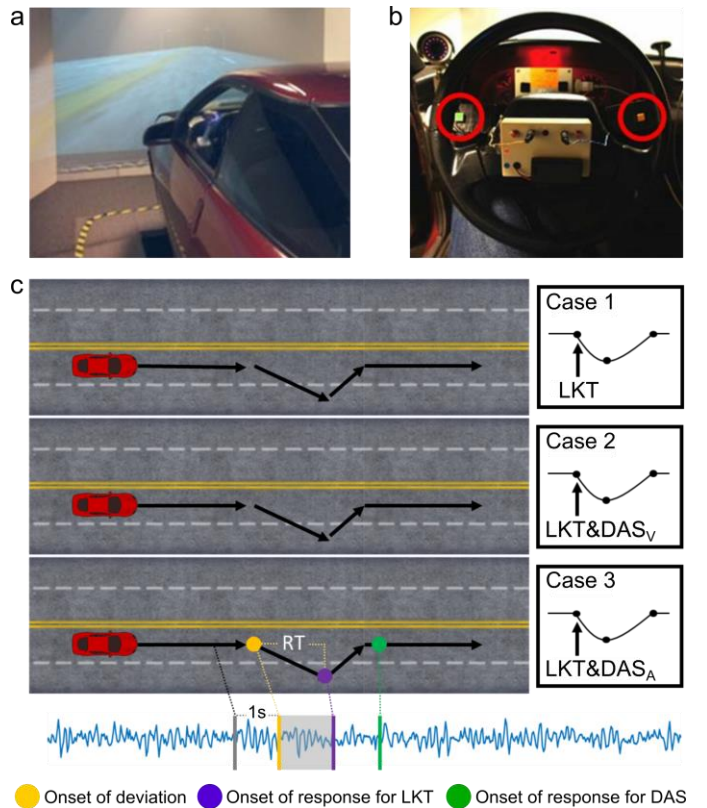 a
b
c
Case 1
LKT
Case 2
LKT&DASV
Case 3
LKT&DASA
RT
1s
Onset of deviation
Onset of response for LKT
Onset of response for DAS